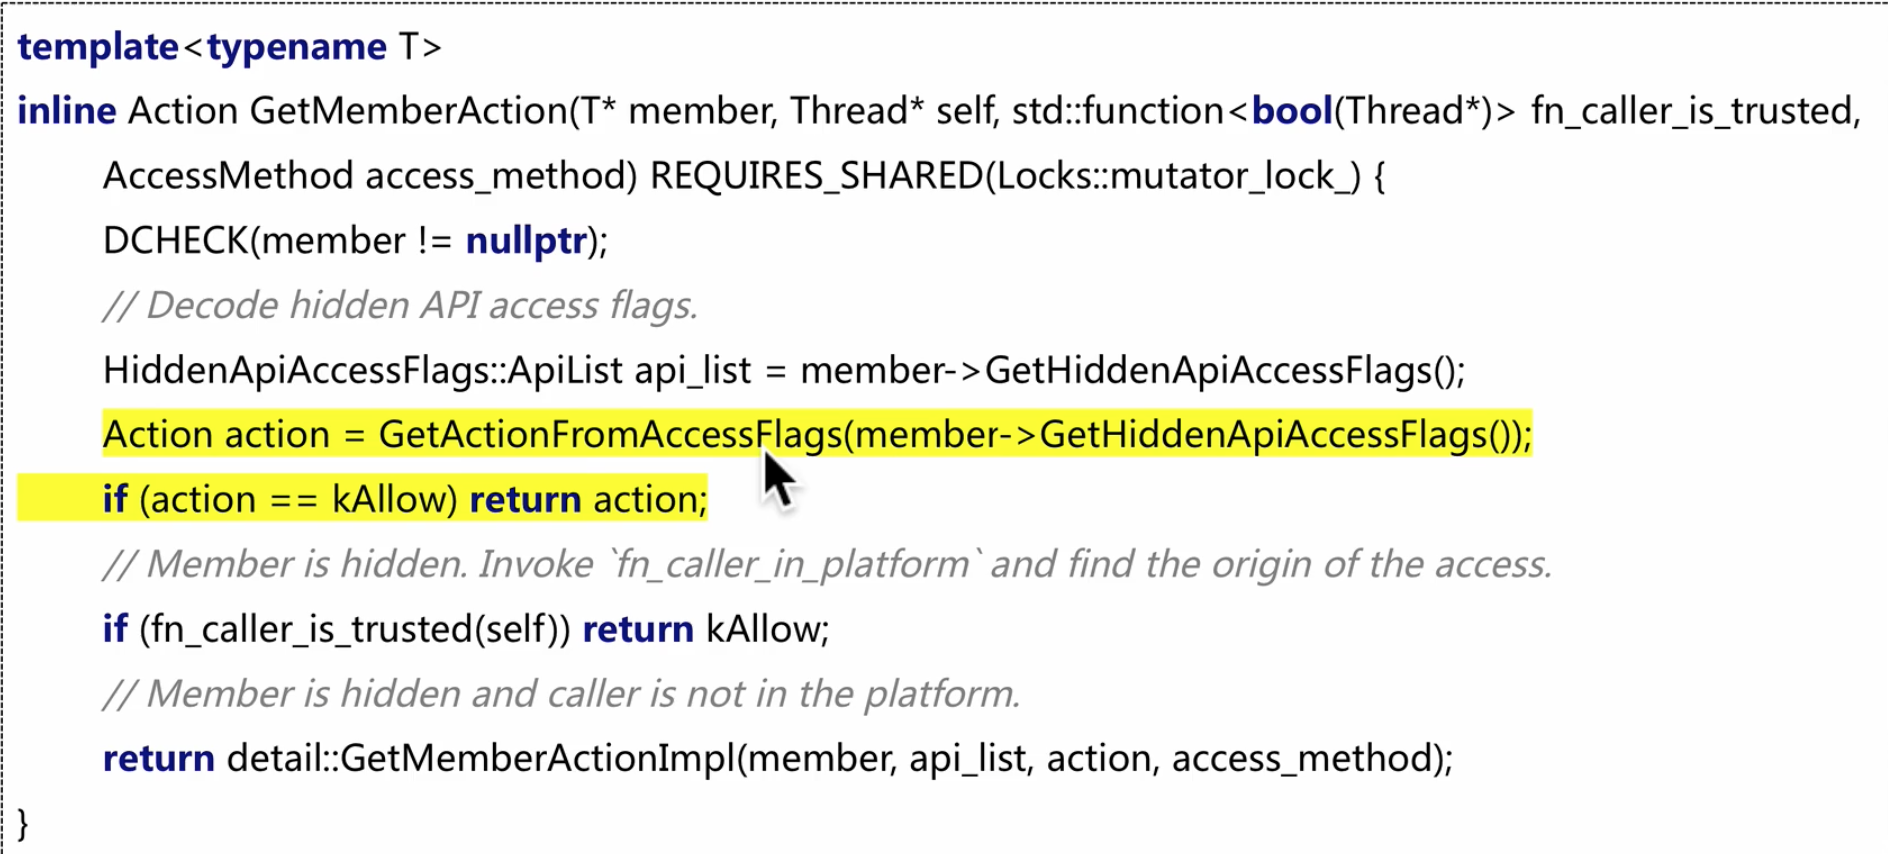 template<typename T>
inline Action GetMemberAction(T* member, Thread* self, std::function<bool(Thread*)> fn_caller_is_trusted,
AccessMethod access_method) REQUIRES_SHARED(Locks::mutator_lock_) {
DCHECK(member != nullptr);
// Decode hidden API access flags.
HiddenApiAccessFlags::ApiList api_list = member->GetHiddenApiAccessFlags();
Action action = GetActionFromAccessFlags(member->GetHiddenApiAccessFlags());
if (action == kAllow) return action;
// Member is hidden. Invoke `fn_caller_in_platform` and find the origin of the access.
if (fn_caller_is_trusted(self)) return kAllow;
// Member is hidden and caller is not in the platform.
return detail::GetMemberActionImpl(member, api_list, action, access_method);
}